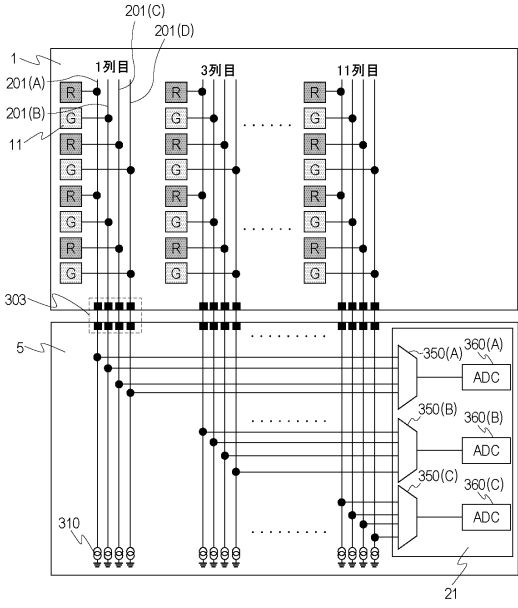 201(C)
201(D)
1
1列目
3列目
11列目
201(A)
201(B)
11
R R R
G G G
R R R
G G G
R R R
G G G
R R R
G G G
303
5
350(A)
360(A)
ADC
350(B)
360(B)
ADC
350(C)
360(C)
ADC
310
21